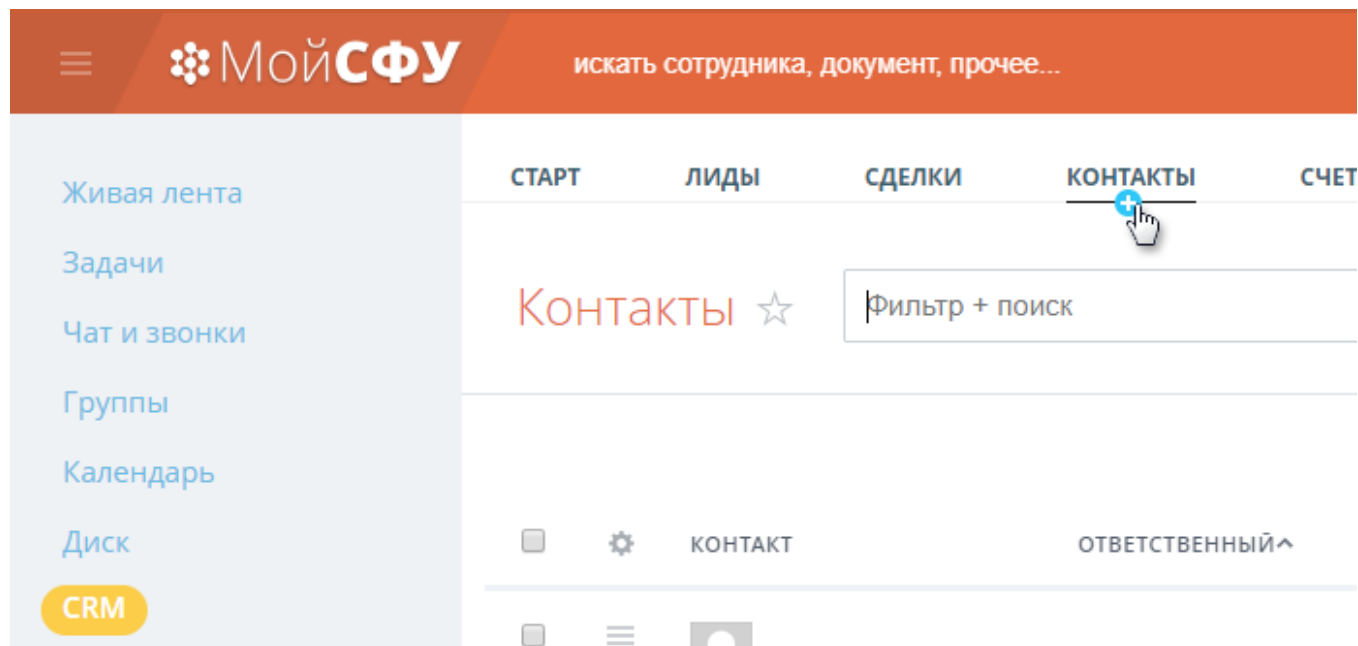 МойСФУ
искать сотрудника, документ, прочее...
СТАРТ ЛИДЫ СДЕЛКИ КОНТАКТЫ СЧЕТ
Живая лента
Задачи
Чат и звонки
Группы
Календарь
Диск
CRM
Контакты
Фильтр + поиск
КОНТАКТ ОТВЕТСТВЕННЫЙ